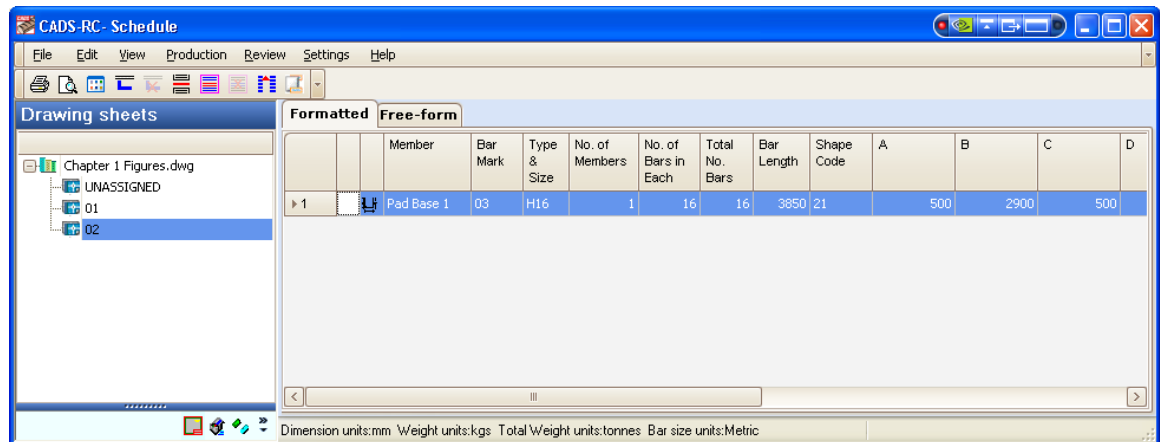 CADS-RC- Schedule
File Edit View Production Review Settings Help
Drawing sheets
Formatted Free-form
Member Bar Mark Type & Size No. of Members No. of Bars in Each Total No. Bars Bar Length Shape Code A B C D
1 Pad Base 1 03 H16 1 16 16 3850 21 500 2900 500
Chapter 1 Figures.dwg
UNASSIGNED
01
02
Dimension units:mm Weight units:kgs Total Weight units:tonnes Bar size units:Metric